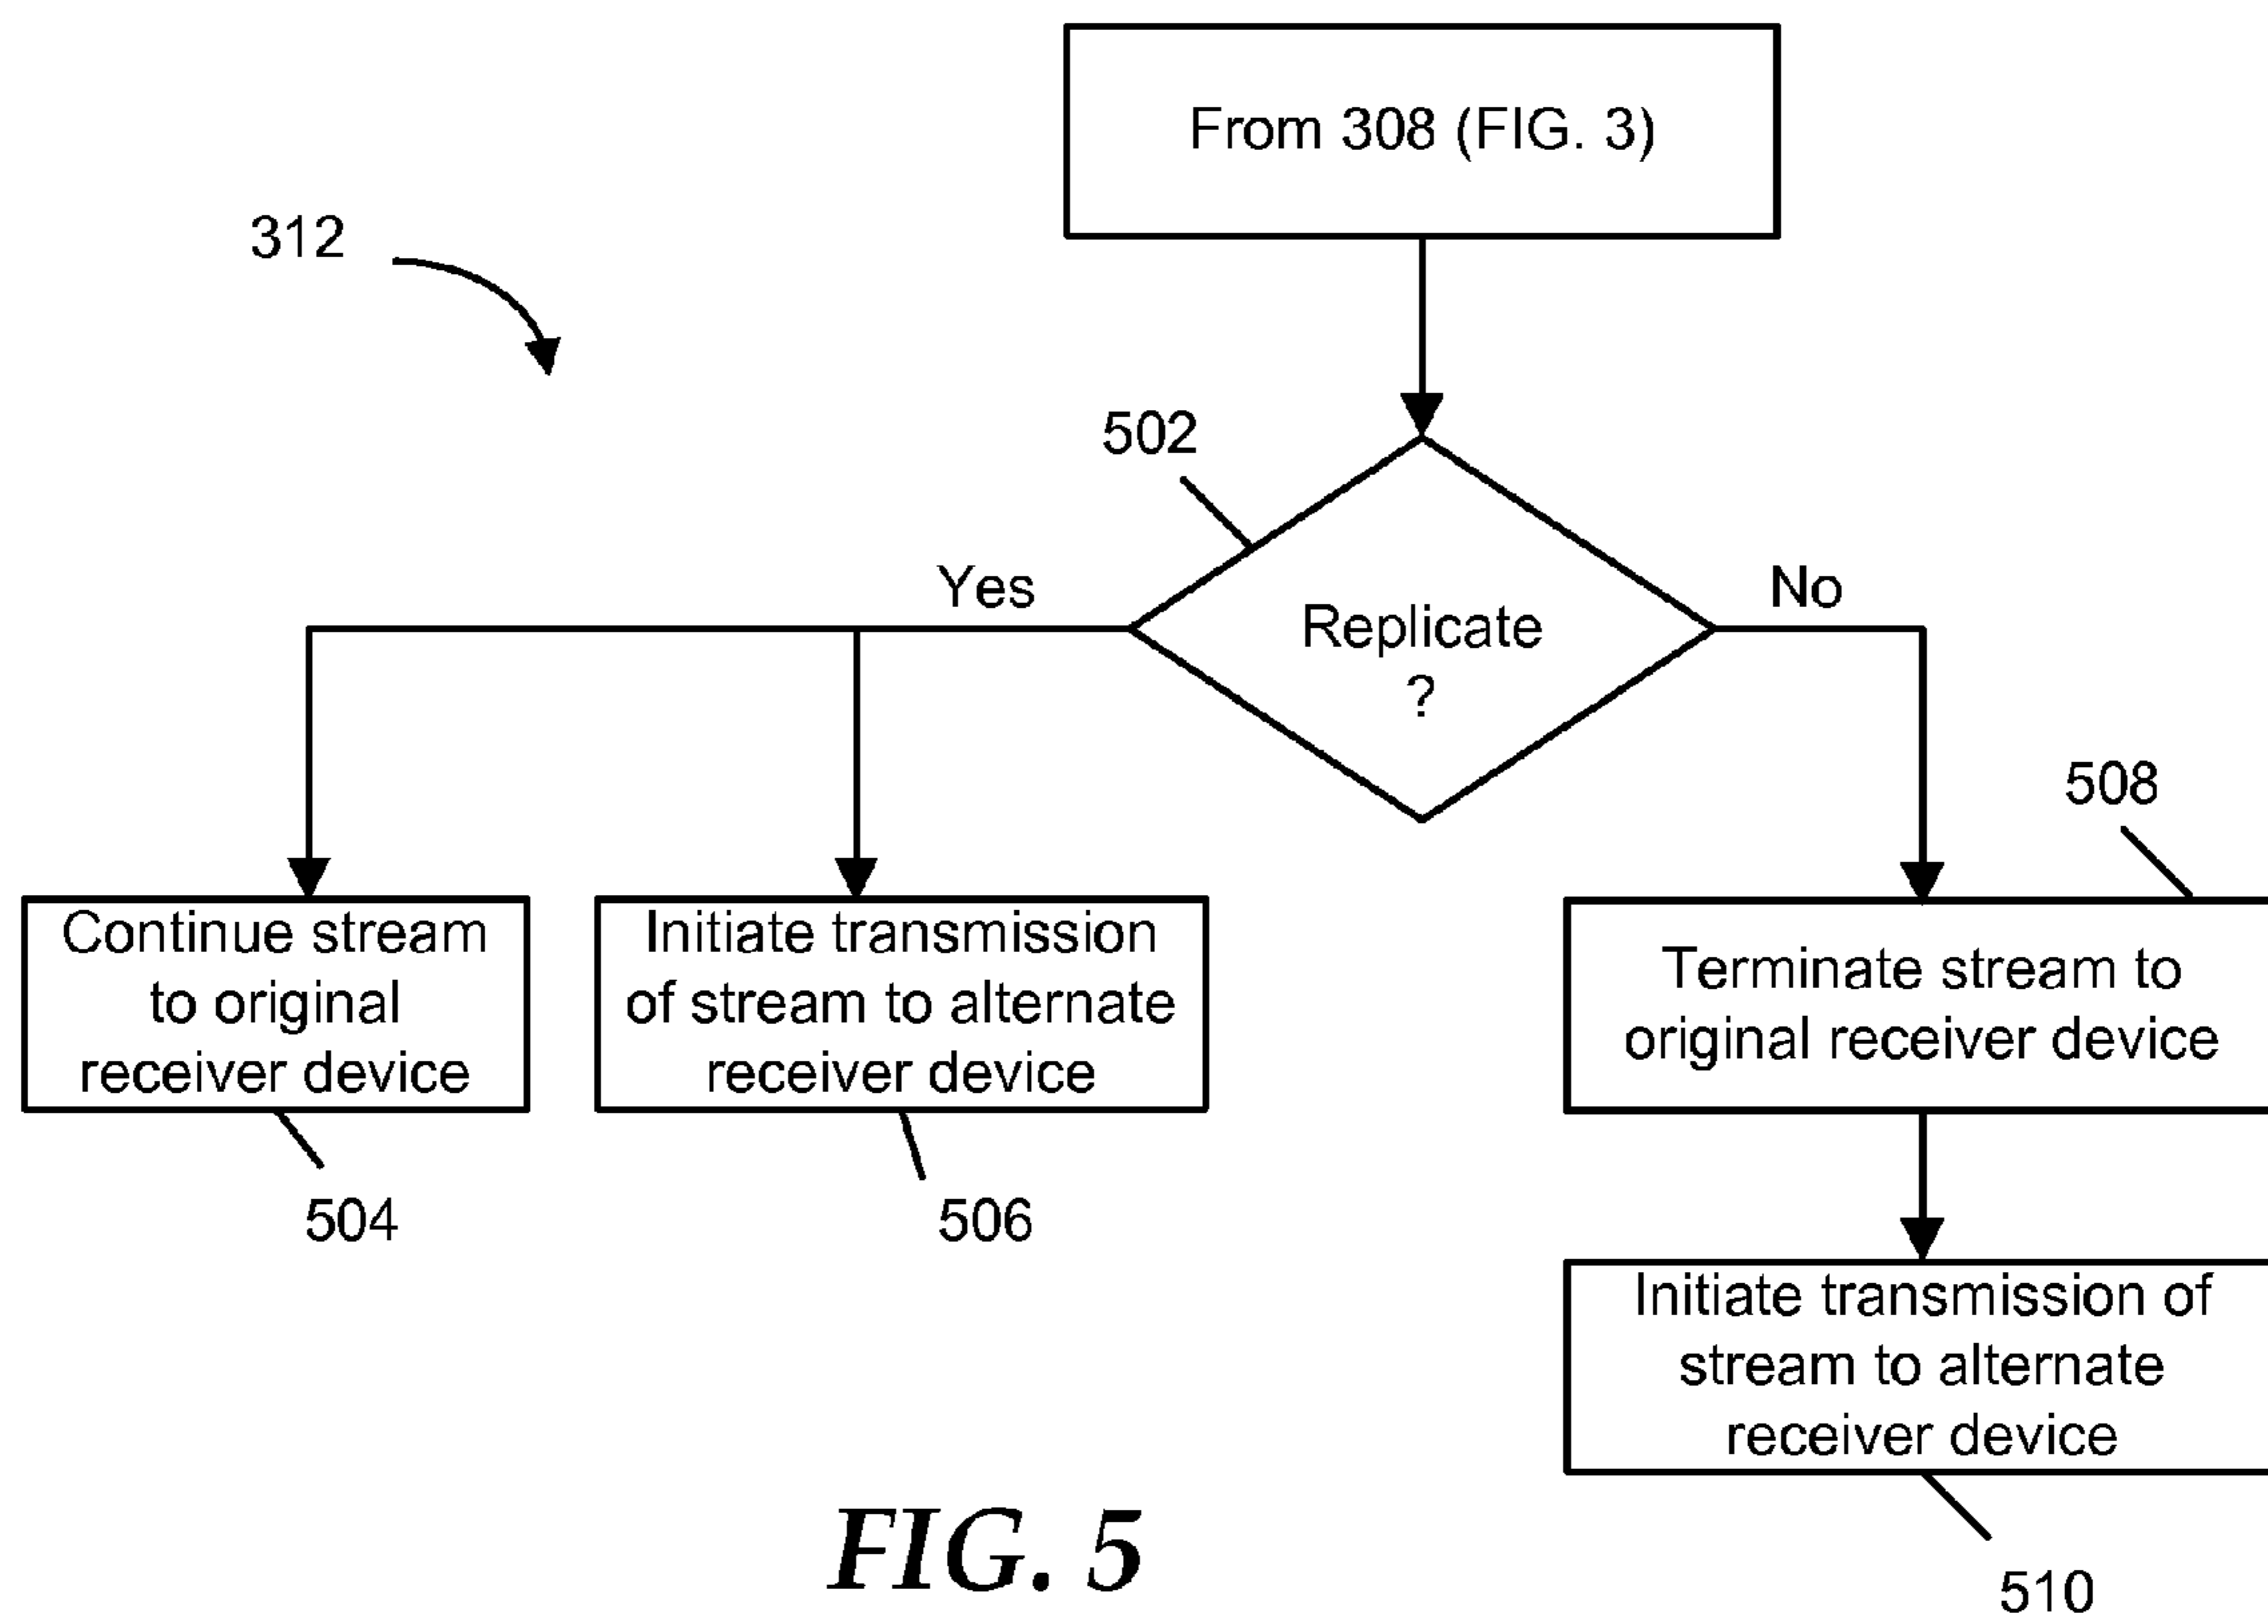 From 308 (FIG. 3)
312
502
Yes
No
Replicate
?
508
Continue stream
to original
receiver device
Initiate transmission
of stream to alternate
receiver device
Terminate stream to
original receiver device
504
506
Initiate transmission of
stream to alternate
receiver device
510
FIG. 5